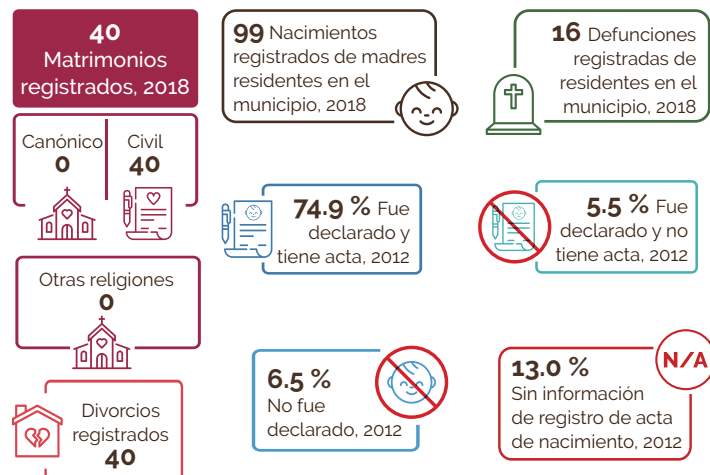 40
Matrimonios
registrados, 2018
Canónico
0
Civil
40
Otras religiones
0
Divorcios
registrados
40
99 Nacimientos
registrados de madres
residentes en el
municipio, 2018
16 Defunciones
registradas de
residentes en el
municipio, 2018
74.9 % Fue
declarado y
tiene acta, 2012
5.5 % Fue
declarado y no
tiene acta, 2012
6.5 %
No fue
declarado, 2012
N/A
13.0 %
Sin información
de registro de acta
de nacimiento, 2012